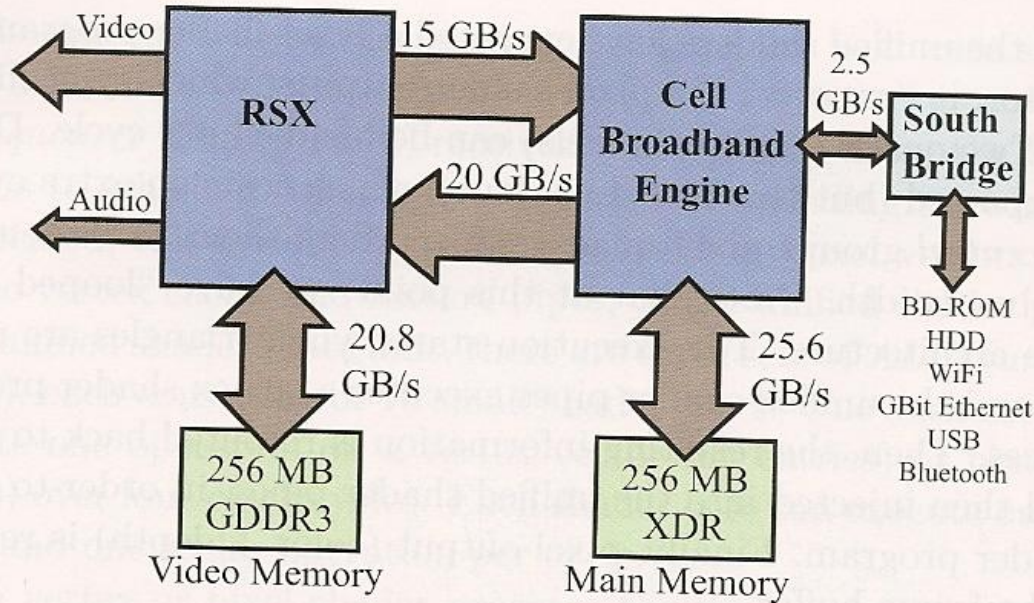 Video
15 GB/s
RSX
Cell
Broadband
Engine
2.5
GB/s
South
Bridge
20 GB/s
Audio
20.8
GB/s
25.6
GB/s
BD-ROM
HDD
WiFi
GBit Ethernet
USB
Bluetooth
256 MB
GDDR3
256 MB
XDR
Video Memory
Main Memory